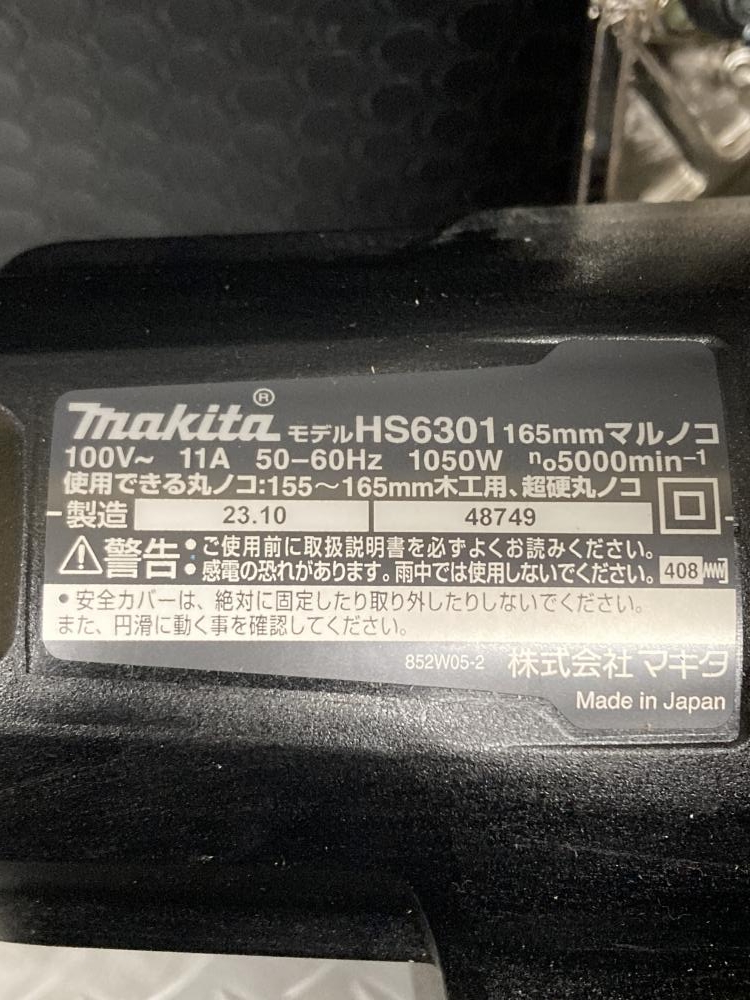 makita® モデルHS6301 165mmマルノコ
100V～ 11A 50–60Hz 1050W n₀5000min⁻¹
使用できる丸ノコ:155～165mm木工用、超硬丸ノコ
製造 23.10 48749
警告 • ご使用前に取扱説明書を必ずよくお読みください。
• 感電の恐れがあります。雨中では使用しないでください。 408
• 安全カバーは、絶対に固定したり取り外したりしないでください。
また、円滑に動く事を確認してください。
852W05-2 株式会社 マキタ
Made in Japan